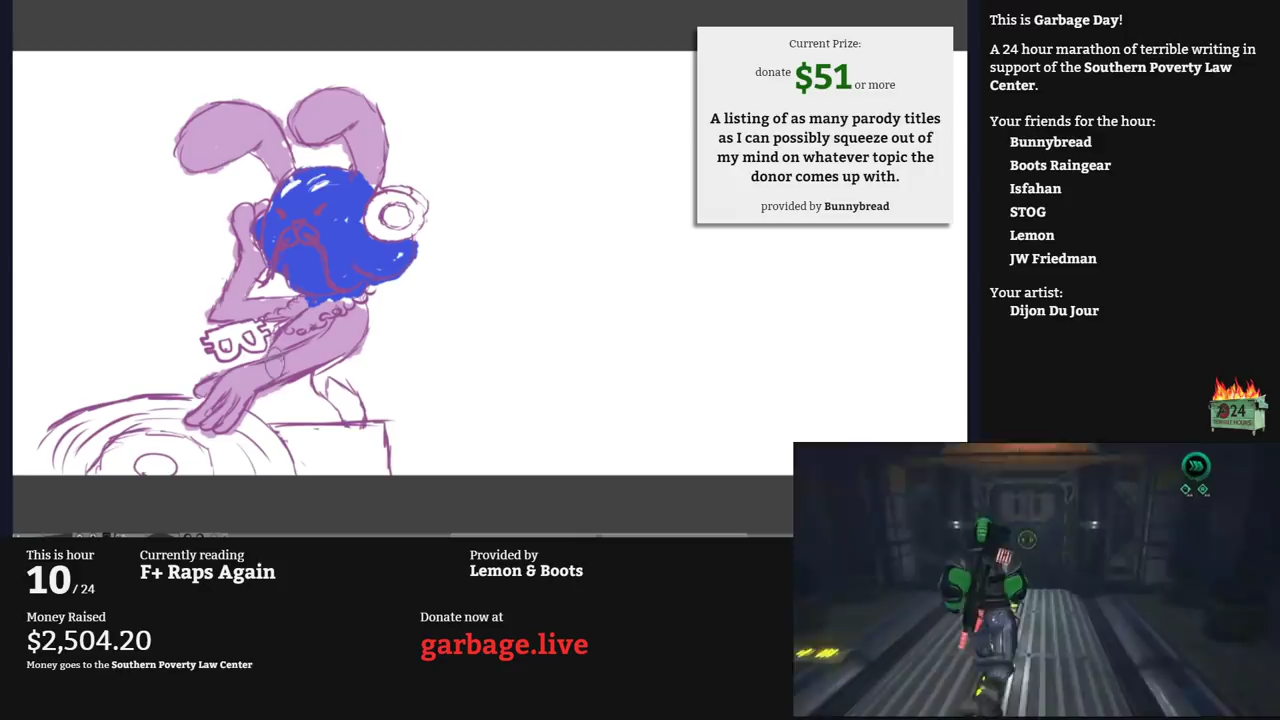 Current Prize:
donate $51 or more
A listing of as many parody titles
as I can possibly squeeze out of
my mind on whatever topic the
donor comes up with.
provided by Bunnybread
This is Garbage Day!
A 24 hour marathon of terrible writing in
support of the Southern Poverty Law
Center.
Your friends for the hour:
Bunnybread
Boots Raingear
Isfahan
STOG
Lemon
JW Friedman
Your artist:
Dijon Du Jour
B
This is hour
10 / 24
Currently reading
F+ Raps Again
Provided by
Lemon & Boots
Money Raised
$2,504.20
Money goes to the Southern Poverty Law Center
Donate now at
garbage.live